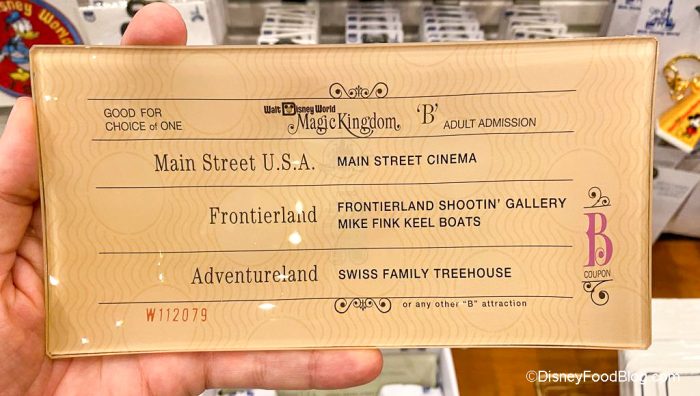 GOOD FOR
CHOICE of ONE
Walt Disney World
Magic Kingdom
'B' ADULT ADMISSION
Main Street U.S.A. MAIN STREET CINEMA
Frontierland FRONTIERLAND SHOOTIN' GALLERY
MIKE FINK KEEL BOATS
Adventureland SWISS FAMILY TREEHOUSE
B
COUPON
W112079
or any other "B" attraction
©DisneyFoodBlog.com